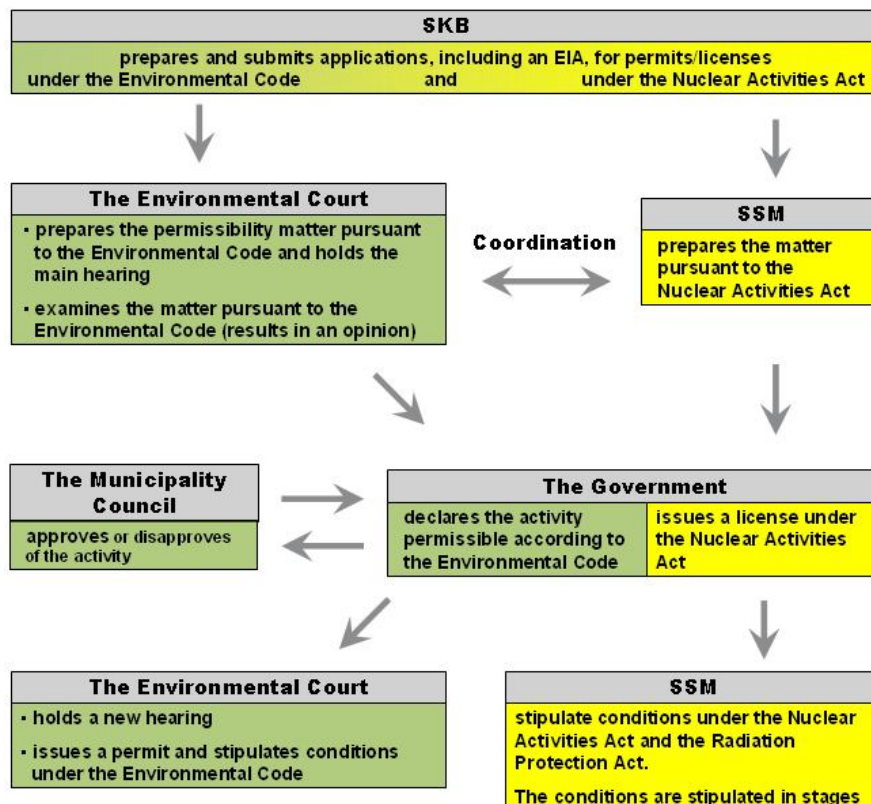 SKB
prepares and submits applications, including an EIA, for permits/licenses
under the Environmental Code and under the Nuclear Activities Act
The Environmental Court
▪ prepares the permissibility matter pursuant
to the Environmental Code and holds the
main hearing
▪ examines the matter pursuant to the
Environmental Code (results in an opinion)
Coordination
SSM
prepares the matter
pursuant to the
Nuclear Activities Act
The Municipality
Council
approves or disapproves
of the activity
The Government
declares the activity
permissible according to
the Environmental Code
issues a license under
the Nuclear Activities
Act
The Environmental Court
▪ holds a new hearing
▪ issues a permit and stipulates conditions
under the Environmental Code
SSM
stipulate conditions under the Nuclear
Activities Act and the Radiation
Protection Act.
The conditions are stipulated in stages